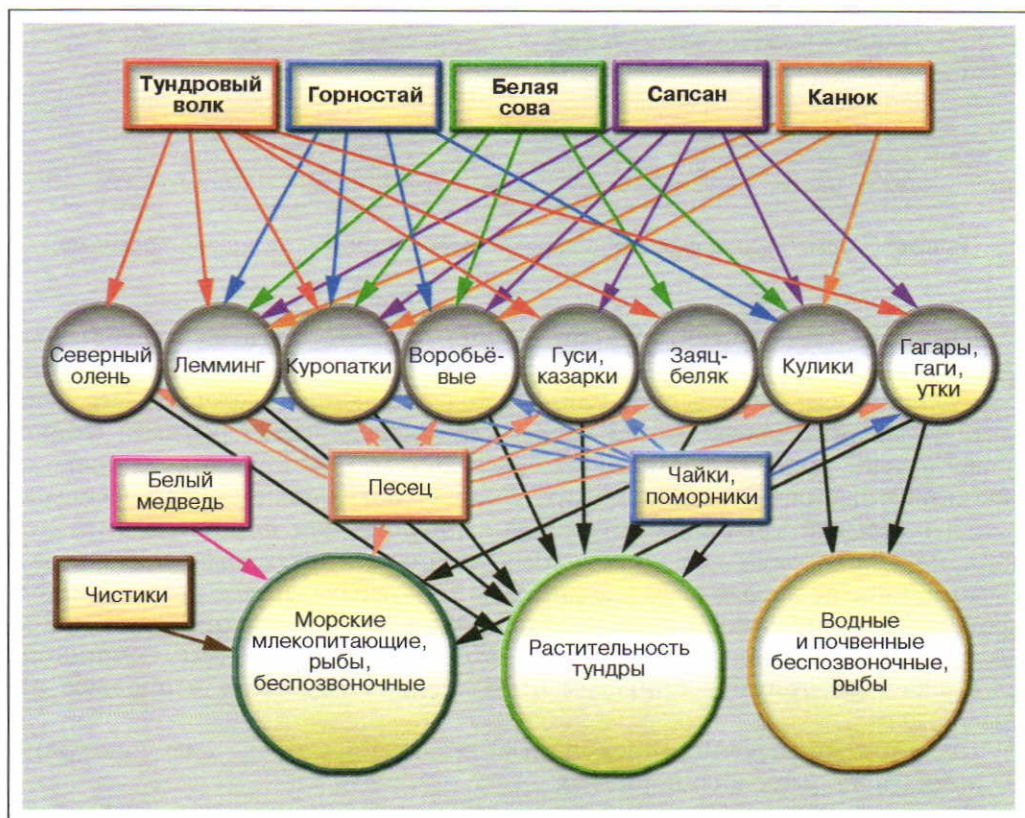 Тундровый
волк
Горностай
Белая
сова
Сапсан
Канюк
Северный
олень
Лемминг
Куропатки
Воробьё-
вые
Гуси,
казарки
Заяц-
беляк
Кулики
Гагары,
гаги,
утки
Белый
медведь
Песец
Чайки,
поморники
Чистики
Морские
млекопитающие,
рыбы,
беспозвоночные
Растительность
тундры
Водные
и почвенные
беспозвоночные,
рыбы